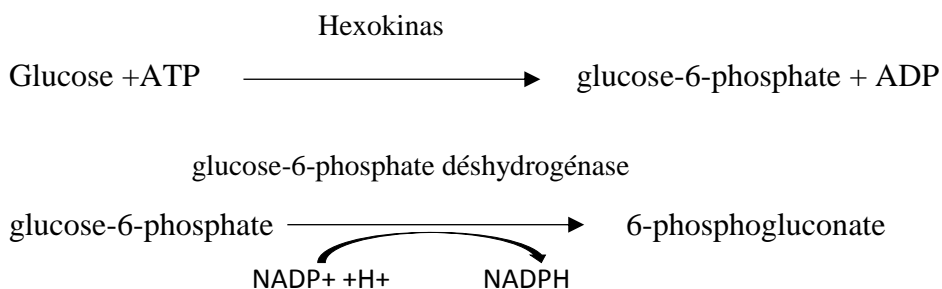 Hexokinas
Glucose +ATP glucose-6-phosphate + ADP
glucose-6-phosphate déshydrogénase
glucose-6-phosphate 6-phosphogluconate
NADP+ +H+ NADPH